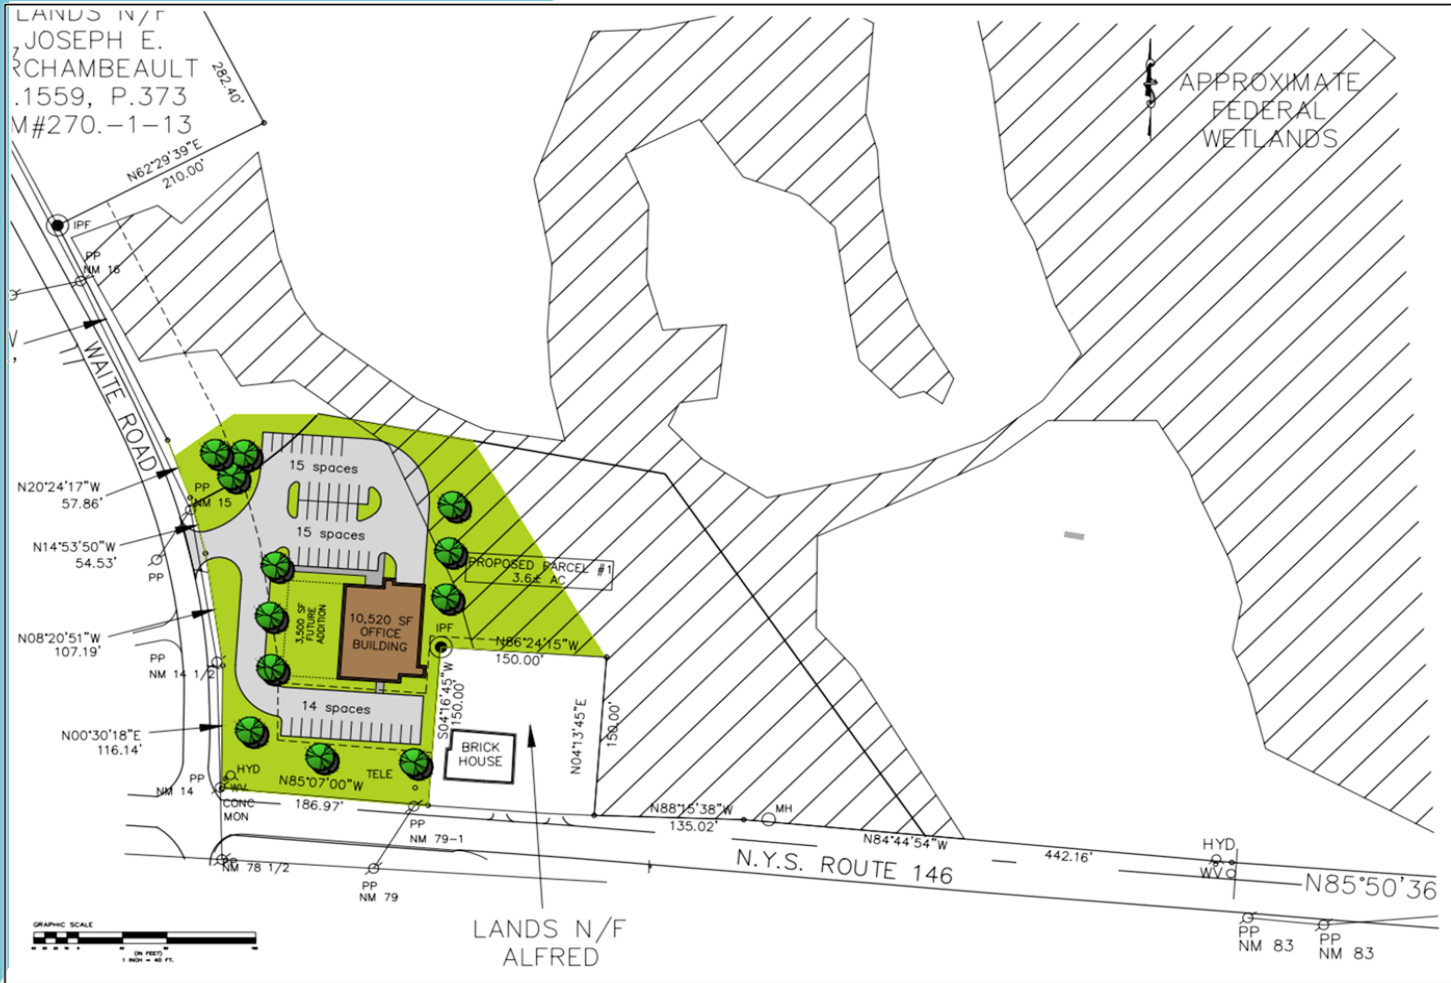 LANDS N/F
JOSEPH E.
RCHAMBEAULT
.1559, P.373
M#270.-1-13
282.40'
N62°29'39"E
210.00'
IPF
PP
NM 16
APPROXIMATE
FEDERAL
WETLANDS
WAITE ROAD
N20°24'17"W
57.86'
PP
NM 15
15 spaces
15 spaces
N14°53'50"W
54.53'
PP
PROPOSED PARCEL #1
3.6± AC
3,500 SF
FUTURE
ADDITION
10,520 SF
OFFICE
BUILDING
IPF
N86°24'15"W
150.00'
N08°20'51"W
107.19'
PP
NM 14 1/2
S04°16'45"W
150.00'
N04°13'45"E
150.00'
14 spaces
N00°30'18"E
116.14'
BRICK
HOUSE
HYD
PP
NM 14
WV
CONC
MON
N85°07'00"W
186.97'
TELE
PP
NM 79-1
N88°15'38"W
135.02'
MH
N84°44'54"W
442.16'
N.Y.S. ROUTE 146
HYD
WV
N85°50'36
PP
NM 78 1/2
PP
NM 79
LANDS N/F
ALFRED
PP
NM 83
PP
NM 83
GRAPHIC SCALE
(IN FEET)
1 INCH = 40 FT.